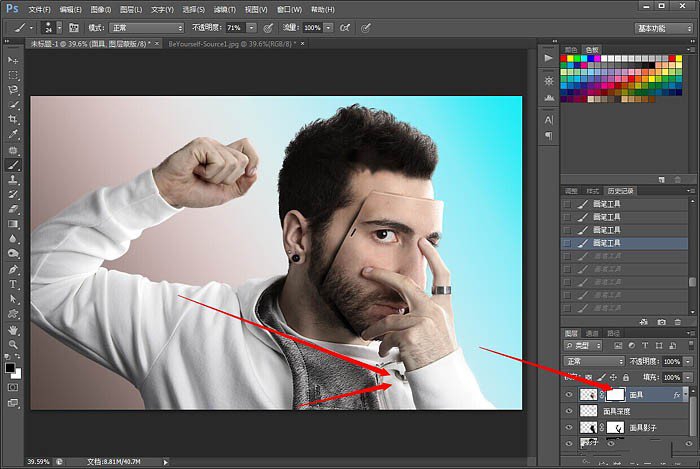 Ps 文件(F) 编辑(E) 图像(I) 图层(L) 类型(Y) 选择(S) 滤镜(T) 视图(V) 窗口(W) 帮助(H)
24 模式: 正常 不透明度: 71% 流量: 100% 基本功能
未标题-1 @ 39.6% (面具, 图层蒙版/8) * × BeYourself-Source1.jpg @ 39.6%(RGB/8) * ×
颜色 色板
A|
调整 样式 历史记录
画笔工具
画笔工具
画笔工具
画笔工具
画笔工具
画笔工具
画笔工具
画笔工具
图层 通道 路径
类型
正常 不透明度: 100%
锁定: 填充: 100%
面具 fx
面具深度
面具影子
影子
39.59% 文档:8.81M/40.7M